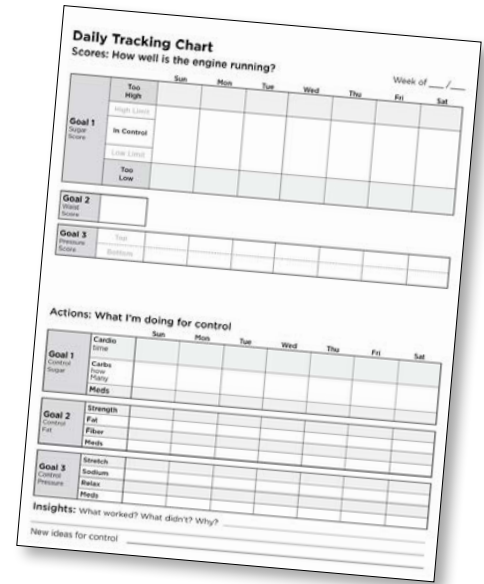 Daily Tracking Chart
Scores: How well is the engine running?
Week of ___/___
Sun Mon Tue Wed Thu Fri Sat
Goal 1
Sugar
Score
Too
High
High Limit
In Control
Low Limit
Too
Low
Goal 2
Waist
Score
Goal 3
Pressure
Score
Top
Bottom
Actions: What I'm doing for control
Sun Mon Tue Wed Thu Fri Sat
Goal 1
Control
Sugar
Cardio
time
Carbs
how
Many
Meds
Goal 2
Control
Fat
Strength
Fat
Fiber
Meds
Goal 3
Control
Pressure
Stretch
Sodium
Relax
Meds
Insights: What worked? What didn't? Why?
New ideas for control